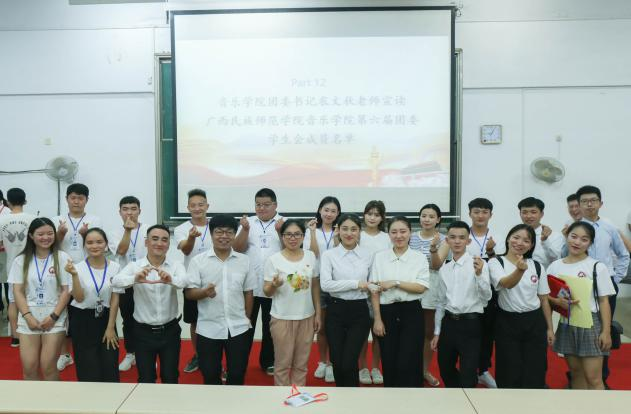 Part 12
音乐学院团委书记农文秋老师宣读
广西民族师范学院音乐学院第六届团委
学生会成员名单